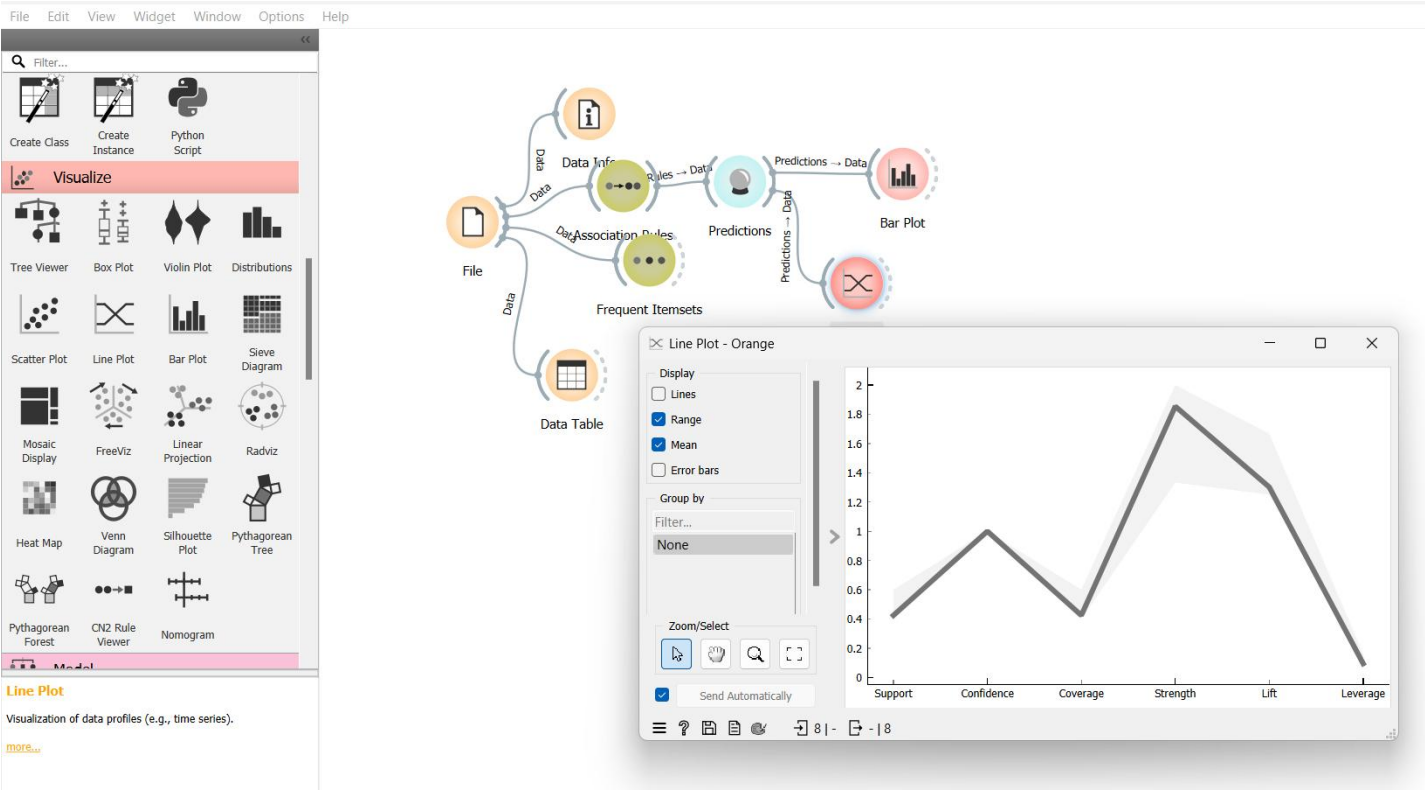 File Edit View Widget Window Options Help
Filter...
Create Class
Create Instance
Python Script
Visualize
Tree Viewer
Box Plot
Violin Plot
Distributions
Scatter Plot
Line Plot
Bar Plot
Sieve Diagram
Mosaic Display
FreeViz
Linear Projection
Radviz
Heat Map
Venn Diagram
Silhouette Plot
Pythagorean Tree
Pythagorean Forest
CN2 Rule Viewer
Nomogram
Model
Line Plot
Visualization of data profiles (e.g., time series).
more...
File
Data
Data Info
Data
Association Rules
Data
Frequent Itemsets
Data
Data Table
Rules → Data
Predictions
Predictions → Data
Bar Plot
Predictions → Data
Line Plot - Orange
Display
Lines
Range
Mean
Error bars
Group by
Filter...
None
Zoom/Select
Send Automatically
8 | -
- | 8
2
1.8
1.6
1.4
1.2
1
0.8
0.6
0.4
0.2
0
Support Confidence Coverage Strength Lift Leverage